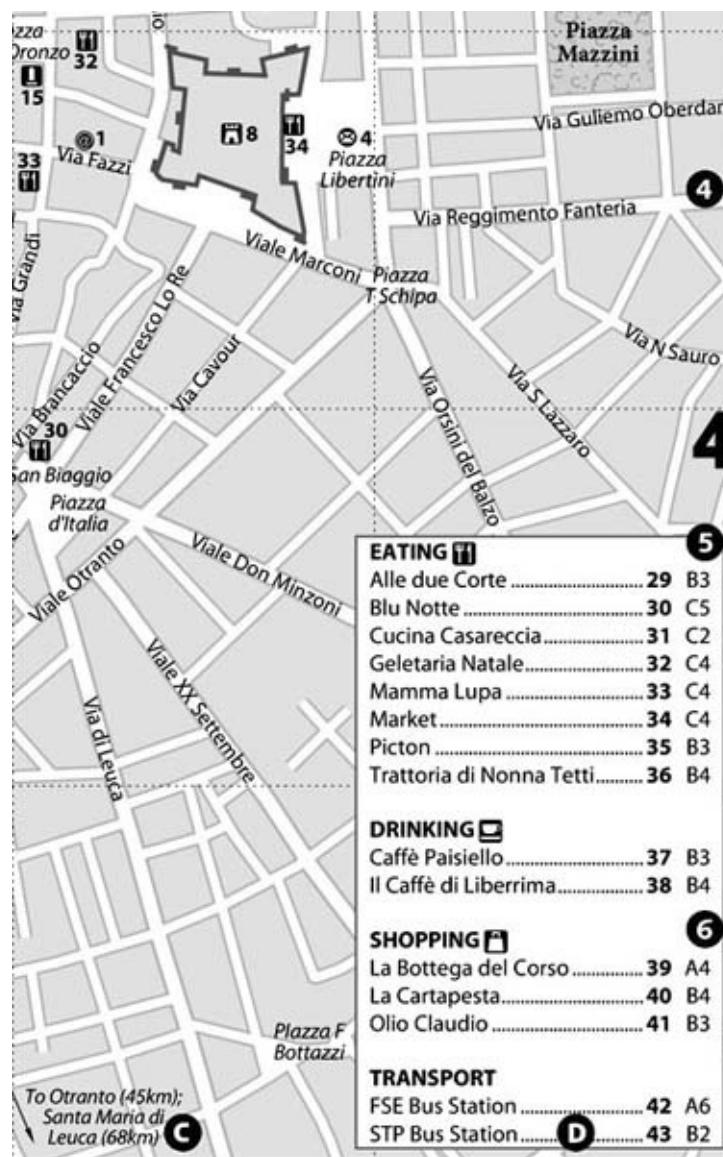 zzo
Oronzo
32
15
1
Via Fazzi
33
8
34
4
Piazza
Libertini
Piazza
Mazzini
Via Guliemo Oberdan
4
Via Reggimento Fanteria
Viale Marconi
Piazza
T Schipa
Via Grandi
Via Brancaccio
Viale Francesco Lo Re
Via Cavour
Via N Sauro
Via S Lazzaro
Via Orsini del Balzo
4
30
San Biaggio
Piazza
d'Italia
Viale Otranto
Viale Don Minzoni
Viale XX Settembre
Via di Leuca
5
EATING
Alle due Corte 29 B3
Blu Notte 30 C5
Cucina Casareccia 31 C2
Geletaria Natale 32 C4
Mamma Lupa 33 C4
Market 34 C4
Picton 35 B3
Trattoria di Nonna Tetti 36 B4
DRINKING
Caffè Paisiello 37 B3
Il Caffè di Liberrima 38 B4
6
SHOPPING
La Bottega del Corso 39 A4
La Cartapesta 40 B4
Olio Claudio 41 B3
TRANSPORT
FSE Bus Station 42 A6
STP Bus Station 43 B2
Piazza F
Bottazzi
To Otranto (45km);
Santa Maria di
Leuca (68km)
C
D